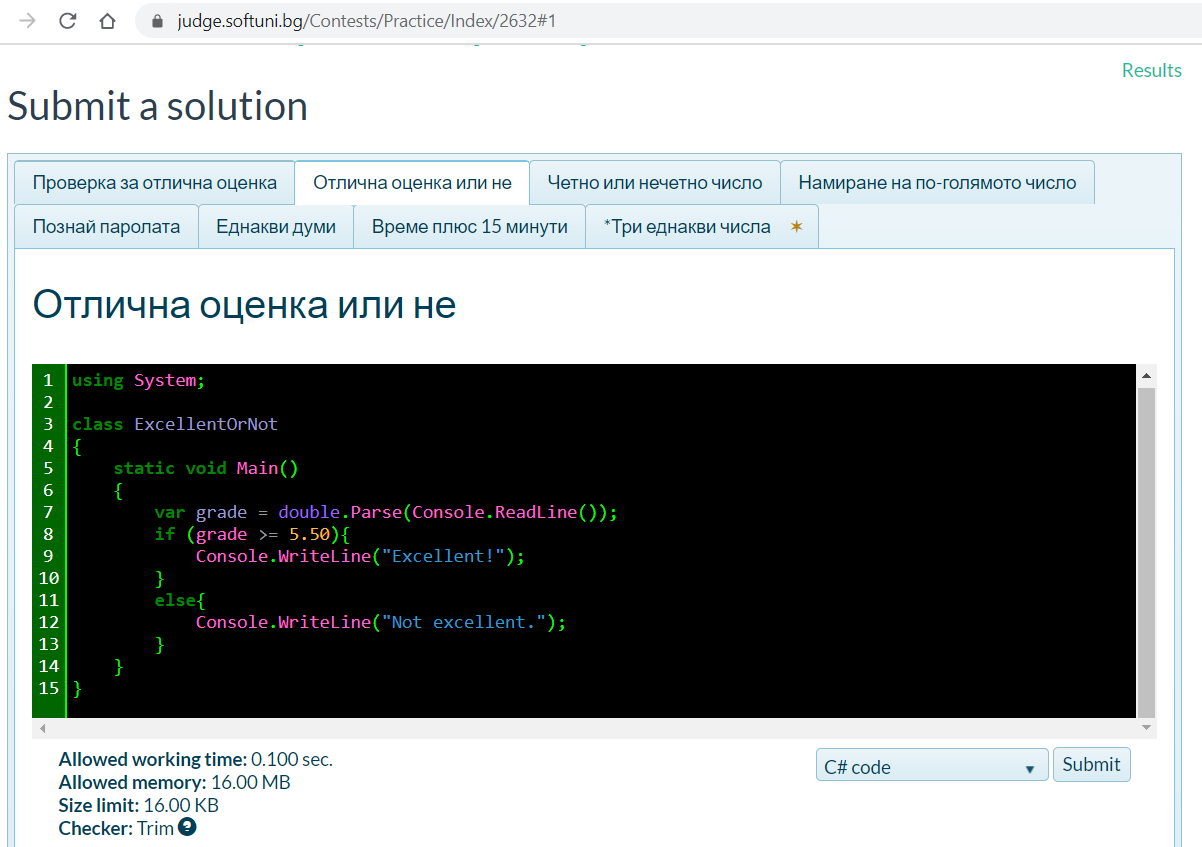 judge.softuni.bg/Contests/Practice/Index/2632#1
Results
Submit a solution
Проверка за отлична оценка
Отлична оценка или не
Четно или нечетно число
Намиране на по-голямото число
Познай паролата
Еднакви думи
Време плюс 15 минути
*Три еднакви числа
Отлична оценка или не
1 using System;
2
3 class ExcellentOrNot
4 {
5 static void Main()
6 {
7 var grade = double.Parse(Console.ReadLine());
8 if (grade >= 5.50){
9 Console.WriteLine("Excellent!");
10 }
11 else{
12 Console.WriteLine("Not excellent.");
13 }
14 }
15 }
Allowed working time: 0.100 sec.
Allowed memory: 16.00 MB
Size limit: 16.00 KB
Checker: Trim ?
C# code
Submit